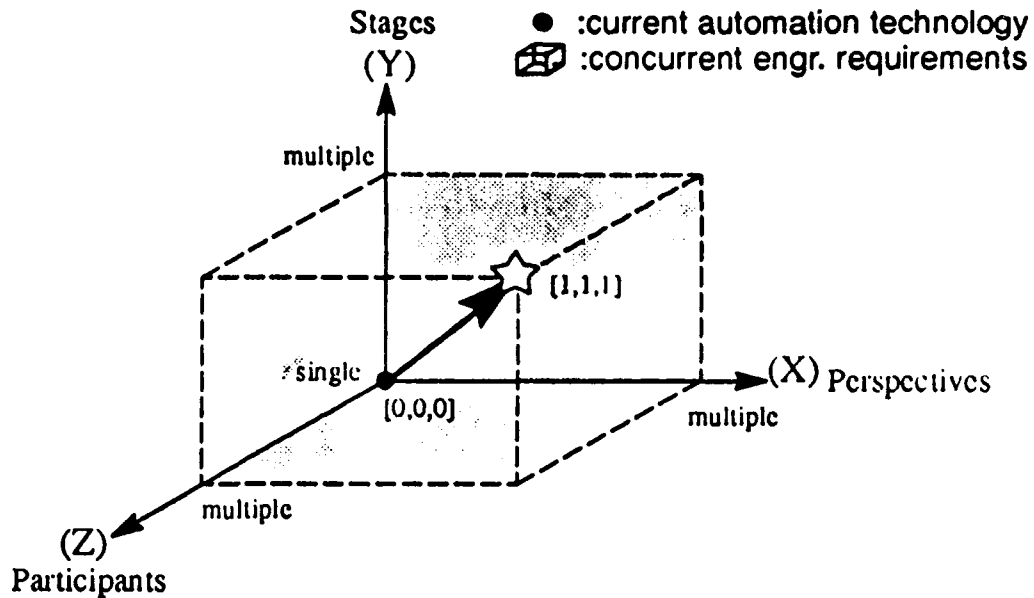 Stages
(Y)
:current automation technology
:concurrent engr. requirements
multiple
[1,1,1]
single
[0,0,0]
(X) Perspectives
multiple
multiple
(Z)
Participants